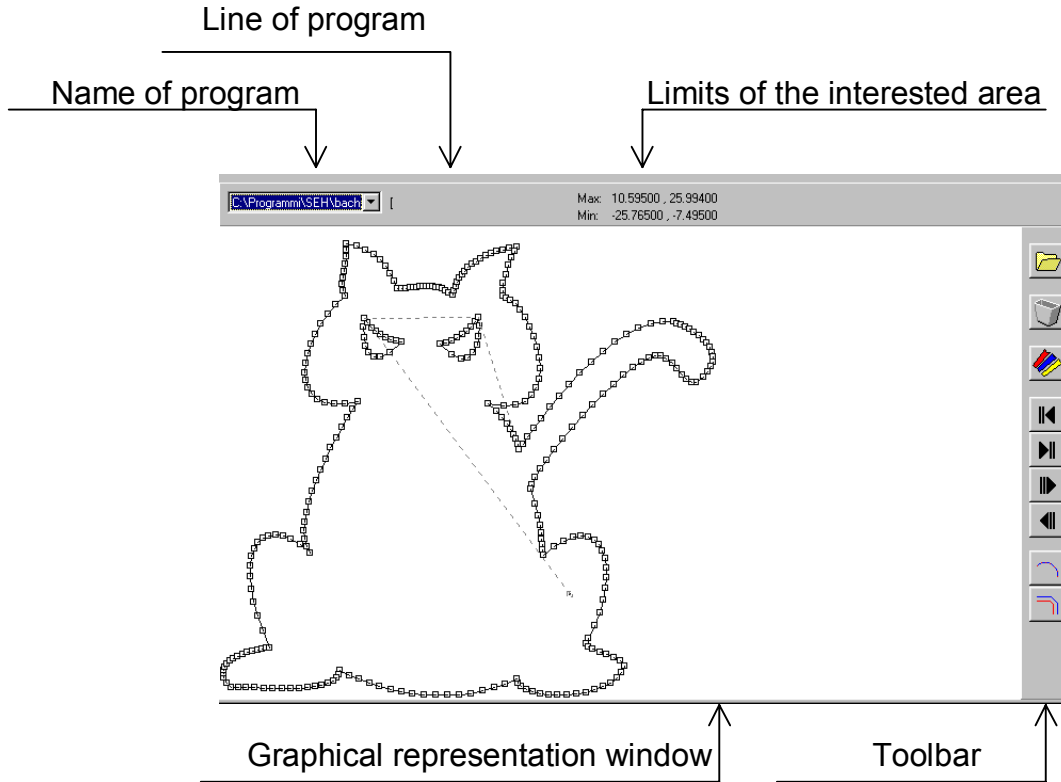 Line of program
Name of program
Limits of the interested area
C:\Programmi\SEH\bach [
Max: 10.59500 , 25.99400
Min: -25.76500 , -7.49500
Graphical representation window
Toolbar